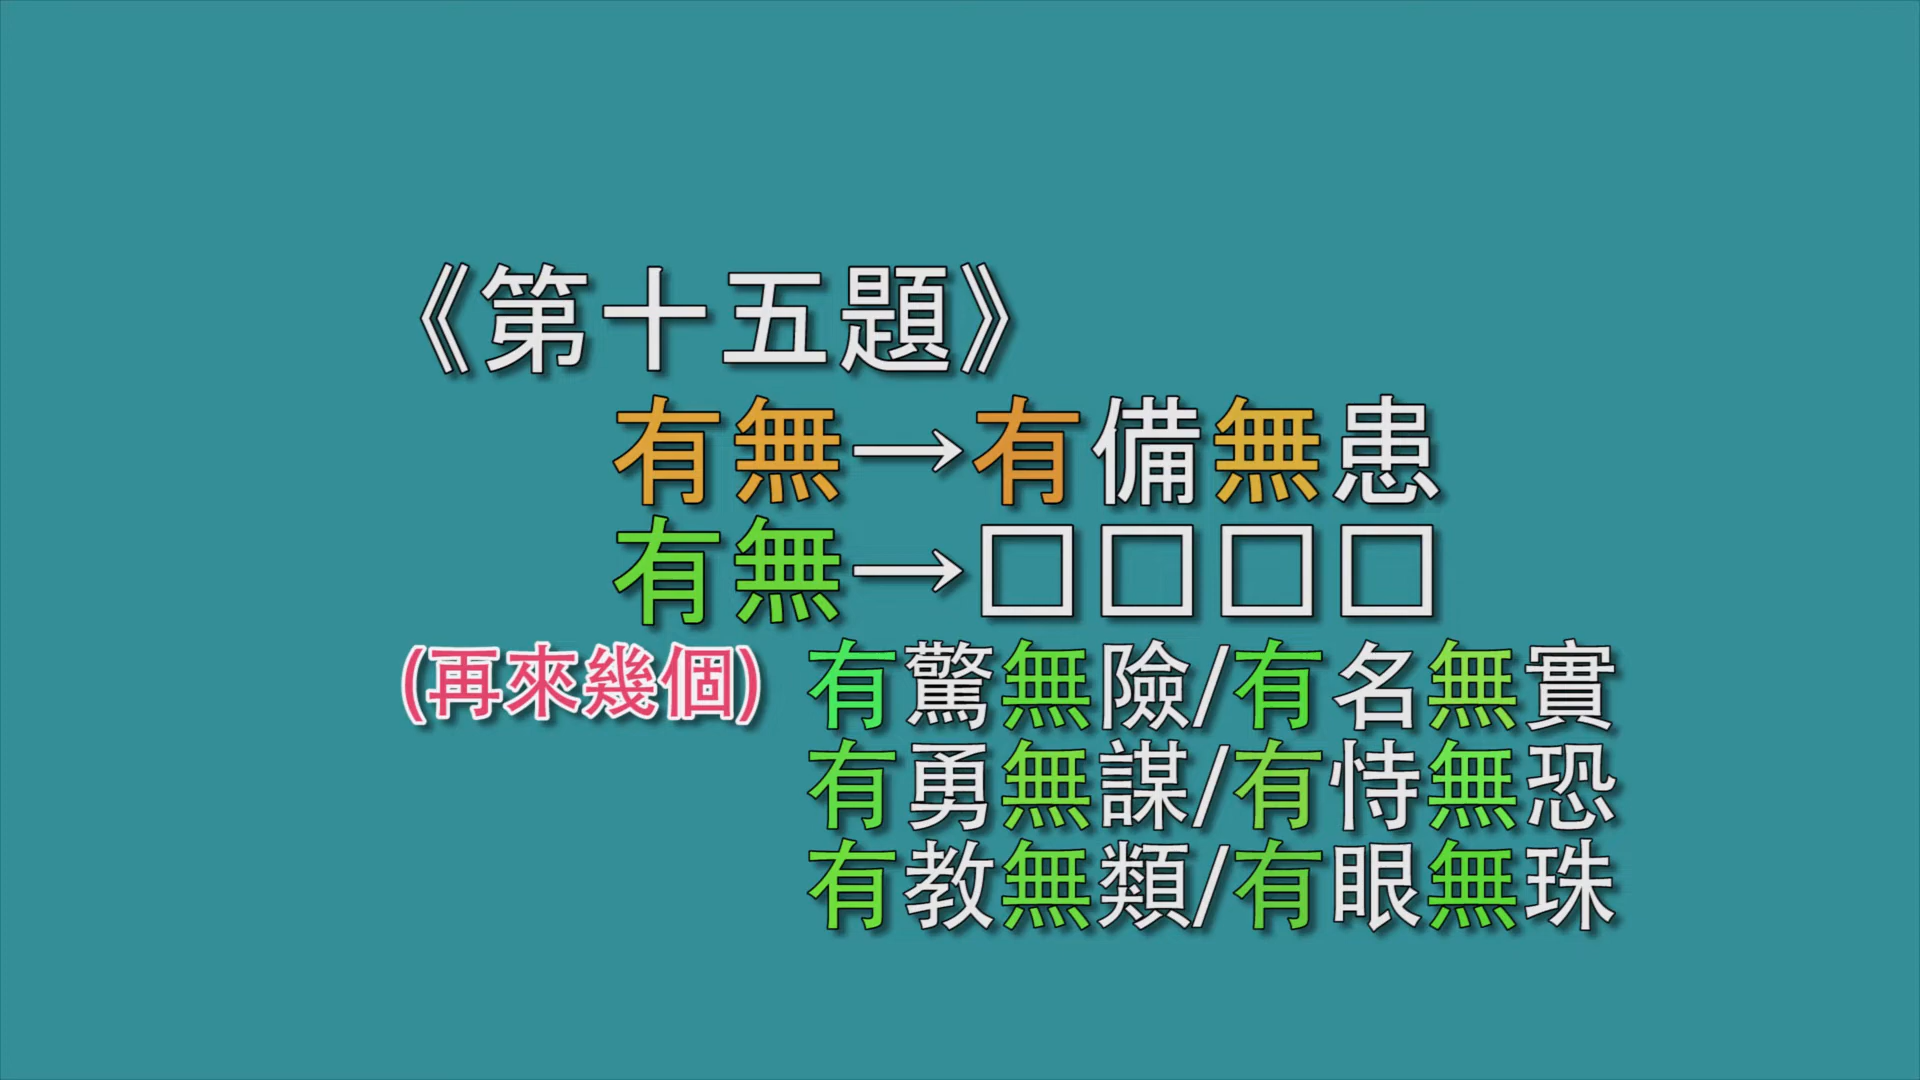 《第十五題》
有無→有備無患
有無→□□□□
(再來幾個) 有驚無險/有名無實
有勇無謀/有恃無恐
有教無類/有眼無珠